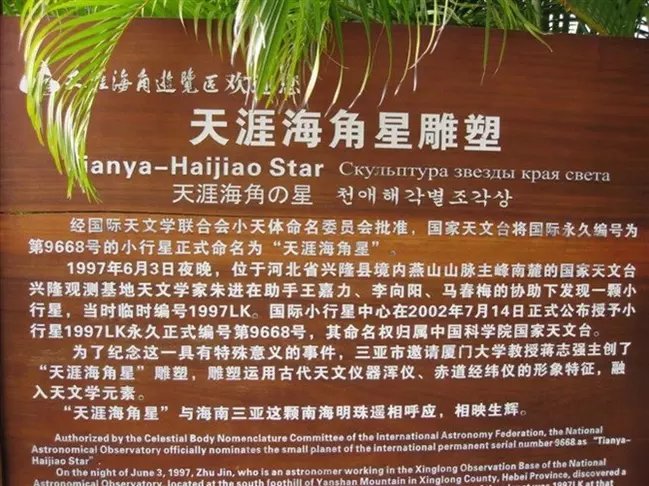 天涯海角游覽区欢迎您
天涯海角星雕塑
Tianya-Haijiao Star Скульптура звезды края света
天涯海角の星 천애해각별조각상
经国际天文学联合会小天体命名委员会批准，国家天文台将国际永久编号为
第9668号的小行星正式命名为“天涯海角星”。
1997年6月3日夜晚，位于河北省兴隆县境内燕山山脉主峰南麓的国家天文台
兴隆观测基地天文学家朱进在助手王嘉力、李向阳、马春梅的协助下发现一颗小
行星，当时临时编号1997LK。国际小行星中心在2002年7月14日正式公布授予小
行星1997LK永久正式编号第9668号，其命名权归属中国科学院国家天文台。
为了纪念这一具有特殊意义的事件，三亚市邀请厦门大学教授蒋志强主创了
“天涯海角星”雕塑，雕塑运用古代天文仪器浑仪、赤道经纬仪的形象特征，融
入天文学元素。
“天涯海角星”与海南三亚这颗南海明珠遥相呼应，相映生辉。
Authorized by the Celestial Body Nomenclature Committee of the International Astronomy Federation, the National
Astronomical Observatory officially nominates the small planet of the international permanent serial number 9668 as “Tianya-
Haijiao Star”.
On the night of June 3, 1997, Zhu Jin, who is an astronomer working in the Xinglong Observation Base of the National
Astronomical Observatory, located at the south foothill of Yanshan Mountain in Xinglong County, Hebei Province, discovered a
1997LK at that